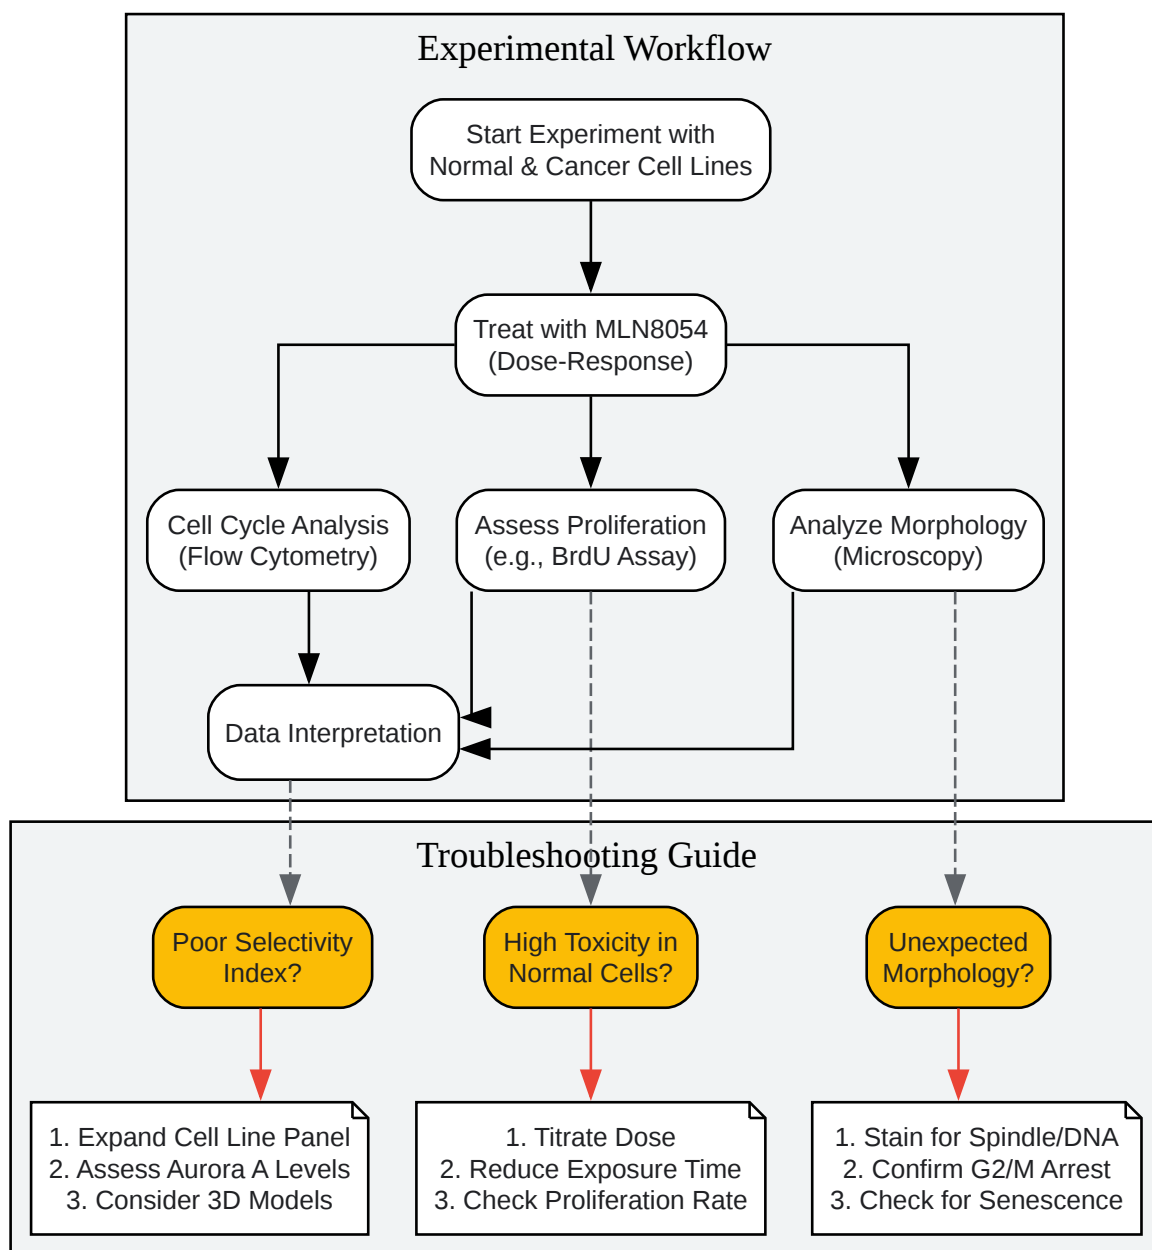 Experimental Workflow
Start Experiment with
Normal & Cancer Cell Lines
Treat with MLN8054
(Dose-Response)
Cell Cycle Analysis
(Flow Cytometry)
Assess Proliferation
(e.g., BrdU Assay)
Analyze Morphology
(Microscopy)
Data Interpretation
Troubleshooting Guide
Poor Selectivity
Index?
High Toxicity in
Normal Cells?
Unexpected
Morphology?
1. Expand Cell Line Panel
2. Assess Aurora A Levels
3. Consider 3D Models
1. Titrate Dose
2. Reduce Exposure Time
3. Check Proliferation Rate
1. Stain for Spindle/DNA
2. Confirm G2/M Arrest
3. Check for Senescence